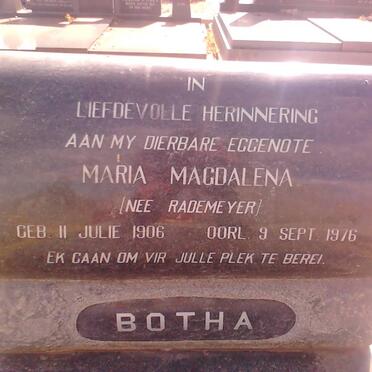 IN
LIEFDEVOLLE HERINNERING
AAN MY DIERBARE EGGENOTE
MARIA MAGDALENA
(NEE RADEMEYER)
GEB. 11 JULIE 1906 OORL. 9 SEPT. 1976
EK GAAN OM VIR JULLE PLEK TE BEREI.
BOTHA